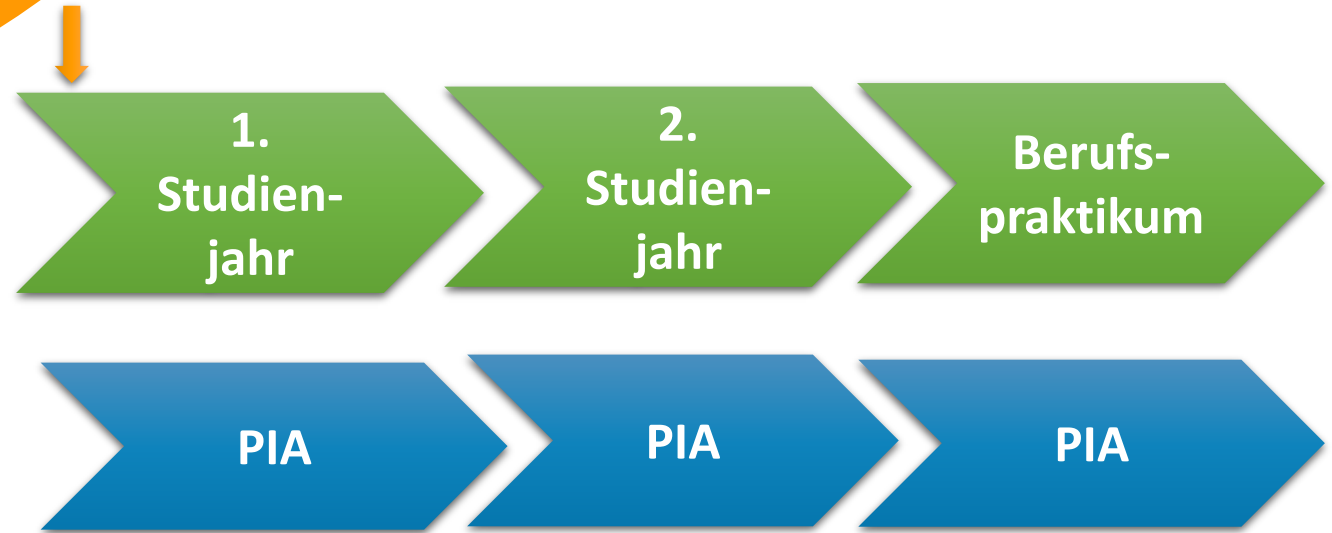 1.
Studien-
jahr
2.
Studien-
jahr
Berufs-
praktikum
PIA
PIA
PIA